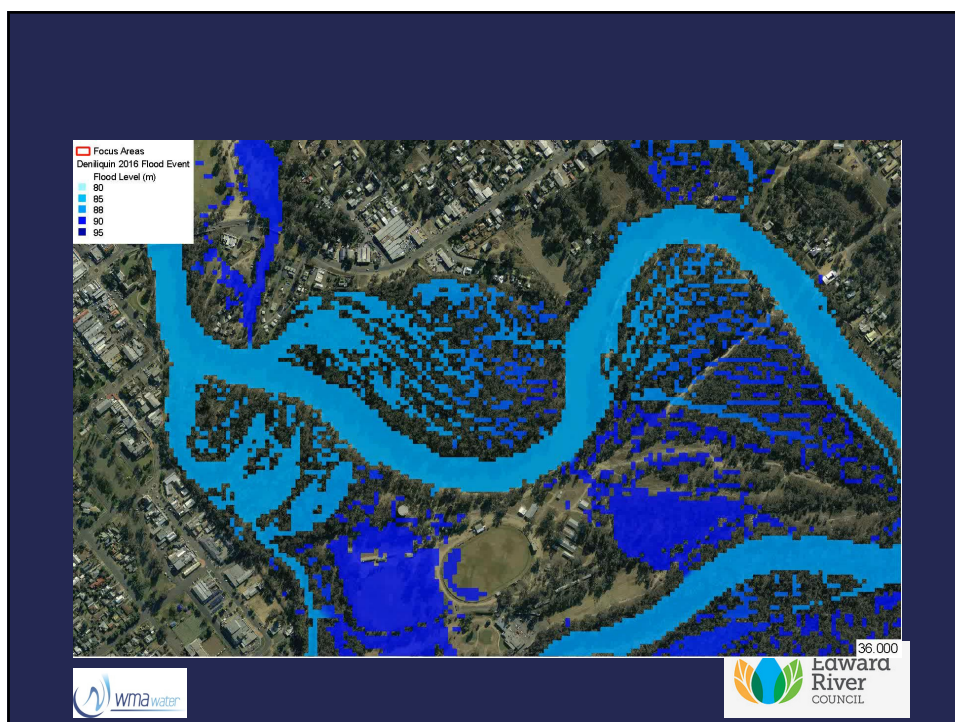 Focus Areas
Deniliquin 2016 Flood Event
Flood Level (m)
80
85
88
90
95
36.000
wma water
Edward
River
COUNCIL